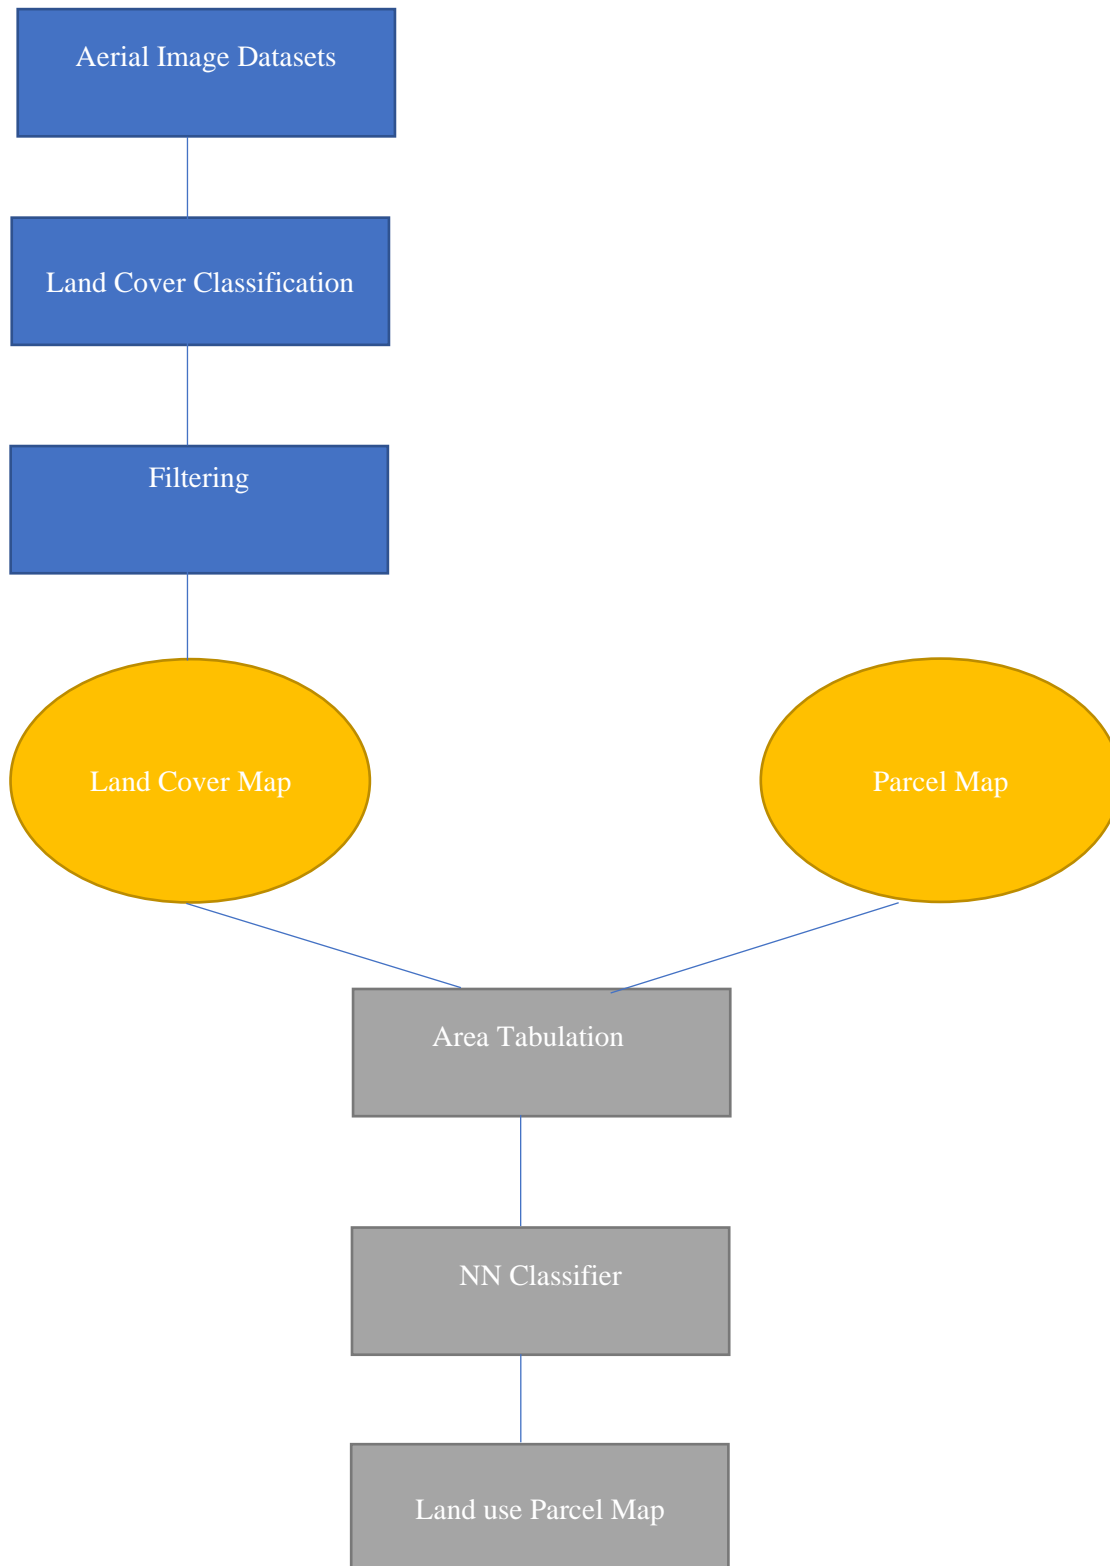 Aerial Image Datasets
Land Cover Classification
Filtering
Land Cover Map
Parcel Map
Area Tabulation
NN Classifier
Land use Parcel Map